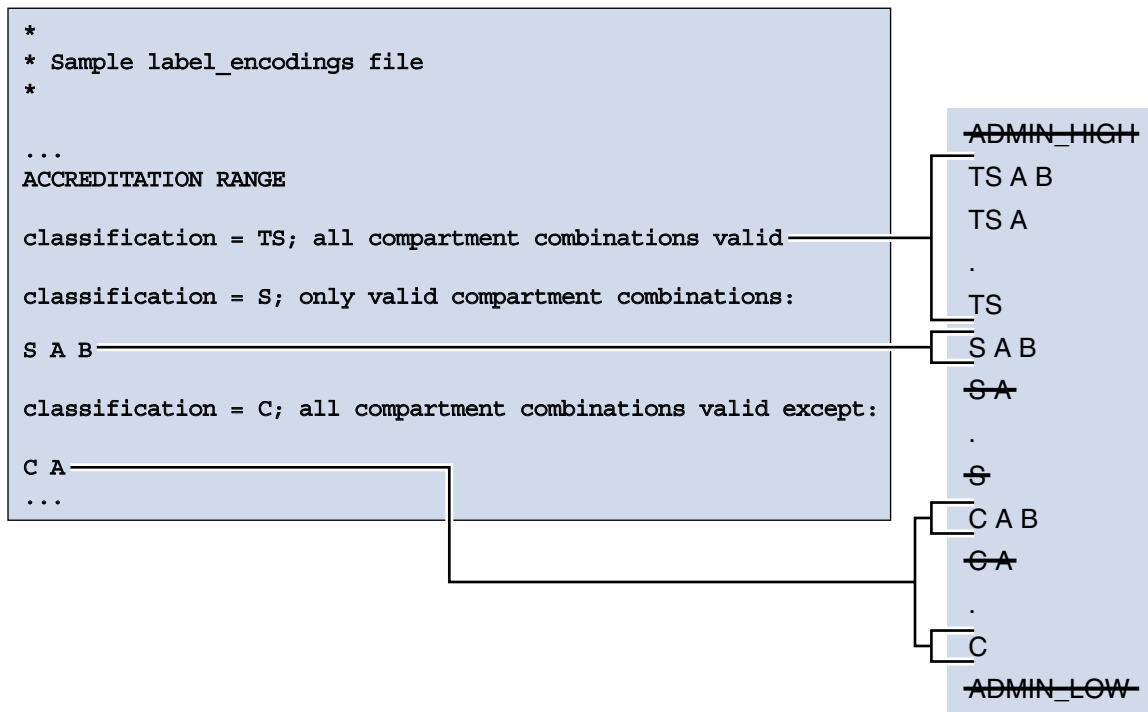 *
* Sample label_encodings file
*
...
ACCREDITATION RANGE
classification = TS; all compartment combinations valid
classification = S; only valid compartment combinations:
S A B
classification = C; all compartment combinations valid except:
C A
...
ADMIN_HIGH
TS A B
TS A
.
TS
S A B
S A
.
S
C A B
C A
.
C
ADMIN_LOW